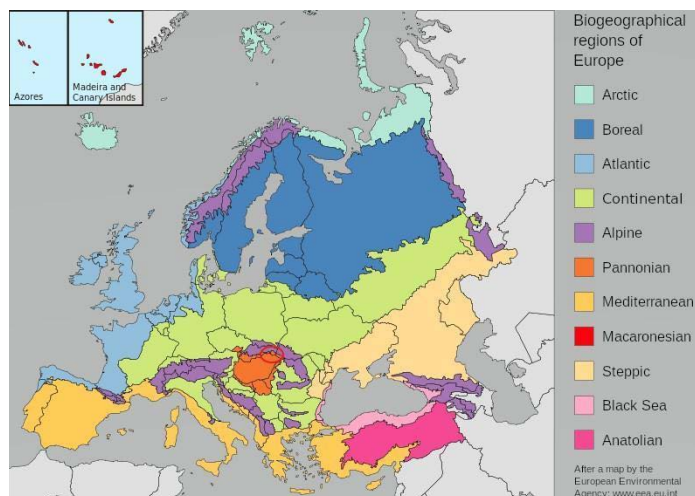 Azores
Madeira and
Canary Islands
Biogeographical
regions of
Europe
Arctic
Boreal
Atlantic
Continental
Alpine
Pannonian
Mediterranean
Macaronesian
Steppic
Black Sea
Anatolian
After a map by the
European Environmental
Agency: www.eea.eu.int